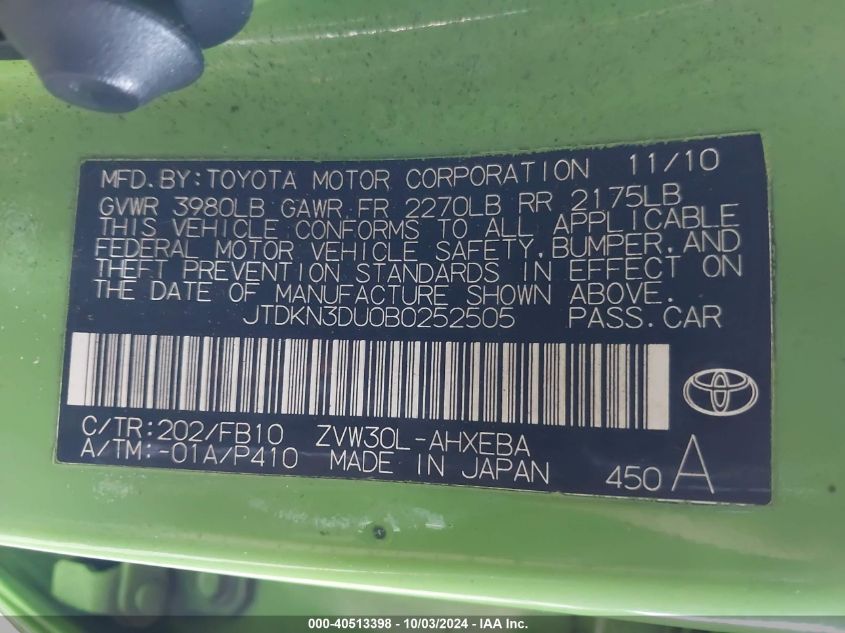 MFD.BY:TOYOTA MOTOR CORPORATION 11/10
GVWR 3980LB GAWR FR 2270LB RR 2175LB
THIS VEHICLE CONFORMS TO ALL APPLICABLE
FEDERAL MOTOR VEHICLE SAFETY,BUMPER,AND
THEFT PREVENTION STANDARDS IN EFFECT ON
THE DATE OF MANUFACTURE SHOWN ABOVE.
JTDKN3DU0B0252505 PASS.CAR
C/TR:202/FB10 ZVW30L-AHXEBA
A/TM:-01A/P410 MADE IN JAPAN 450 A
000-40513398 - 10/03/2024 - IAA Inc.